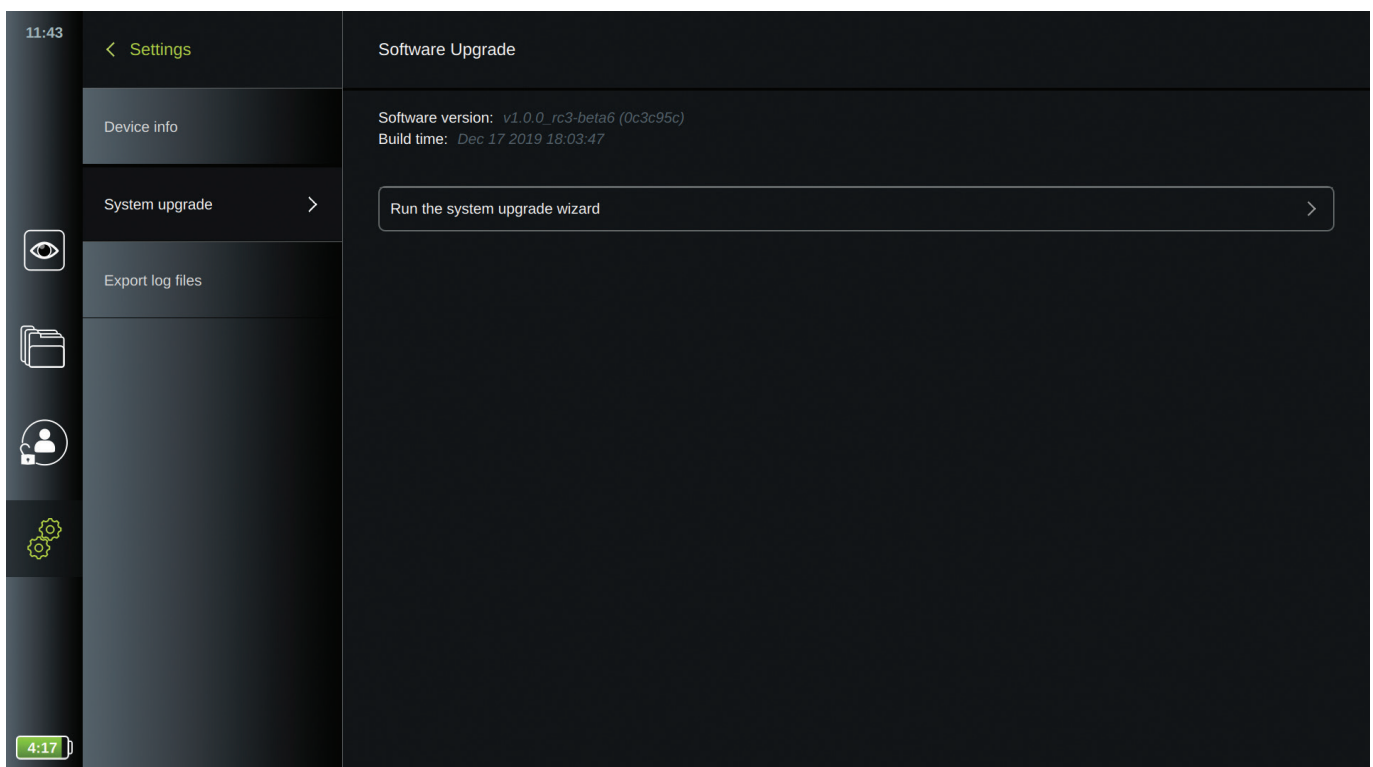 11:43
Settings
Software Upgrade
Device info
Software version: v1.0.0_rc3-beta6 (0c3c95c)
Build time: Dec 17 2019 18:03:47
System upgrade
Run the system upgrade wizard
Export log files
4:17